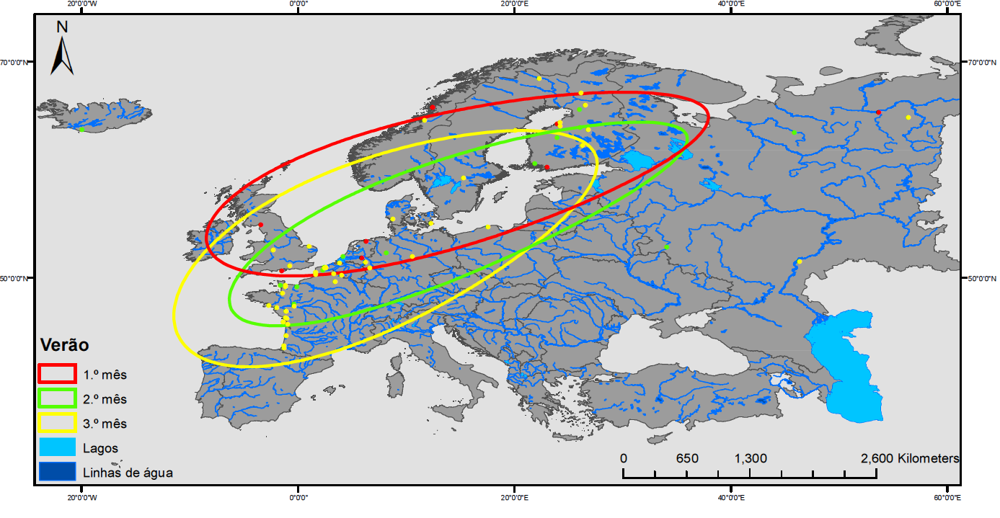 20°0'0"W
0°0'0"
20°0'0"E
40°0'0"E
60°0'0"E
N
70°0'0"N
70°0'0"N
50°0'0"N
50°0'0"N
Verão
1.º mês
2.º mês
3.º mês
Lagos
Linhas de água
0 650 1,300 2,600 Kilometers
20°0'0"W
0°0'0"
20°0'0"E
40°0'0"E
60°0'0"E